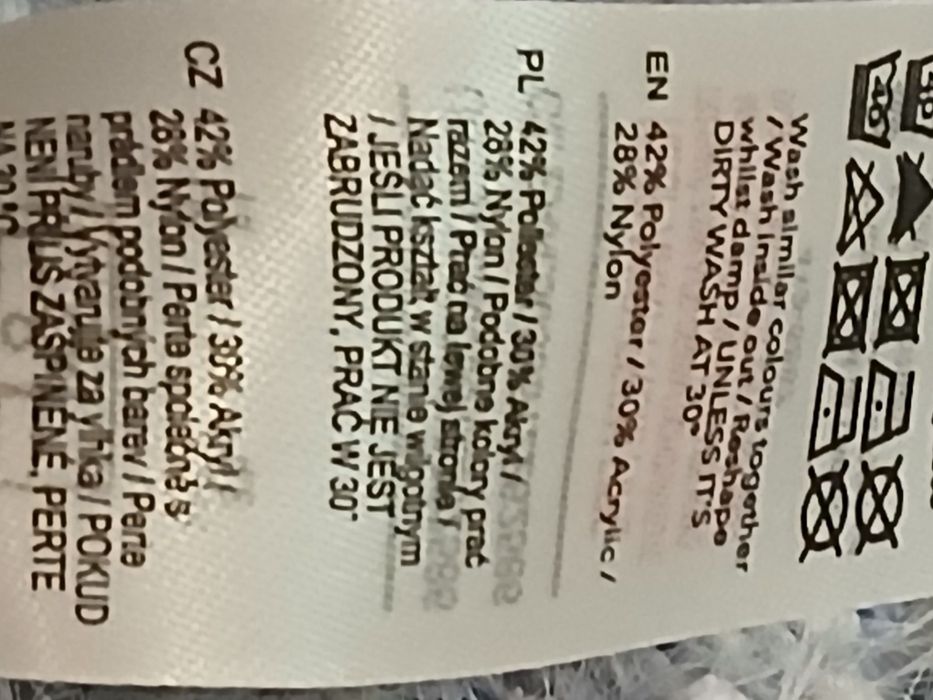 40
Wash similar colours together
/ Wash inside out / Reshape
whilst damp / UNLESS IT'S
DIRTY WASH AT 30°
EN 42% Polyester / 30% Acrylic /
28% Nylon
PL 42% Poliester / 30% Akryl /
28% Nylon / Podobne kolory prać
razem / Prać na lewej stronie /
Nadać kształt w stanie wilgotnym
/ JEŚLI PRODUKT NIE JEST
ZABRUDZONY, PRAĆ W 30°
CZ 42% Polyester / 30% Akryl /
28% Nylon / Perte společně s
prádlem podobných barev / Perte
naruby / Vytvarujte za vlhka / POKUD
NENÍ PŘÍLIŠ ZAŠPINĚNÉ, PERTE
NA 30°C